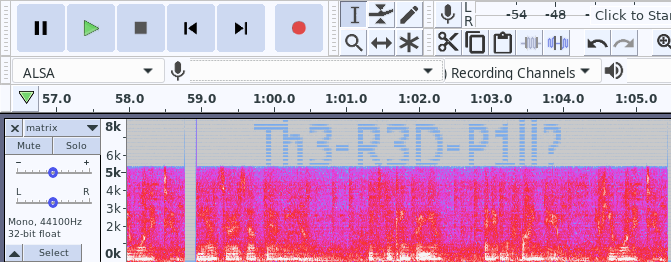 -54 -48 Click to Sta
L
R
ALSA
) Recording Channels
57.0 58.0 59.0 1:00.0 1:01.0 1:02.0 1:03.0 1:04.0 1:05.0
matrix
Mute Solo
- +
L R
Mono, 44100Hz
32-bit float
Select
8k
6k
5k
4k
3k
2k
0k
Th3-R3D-P1ll?